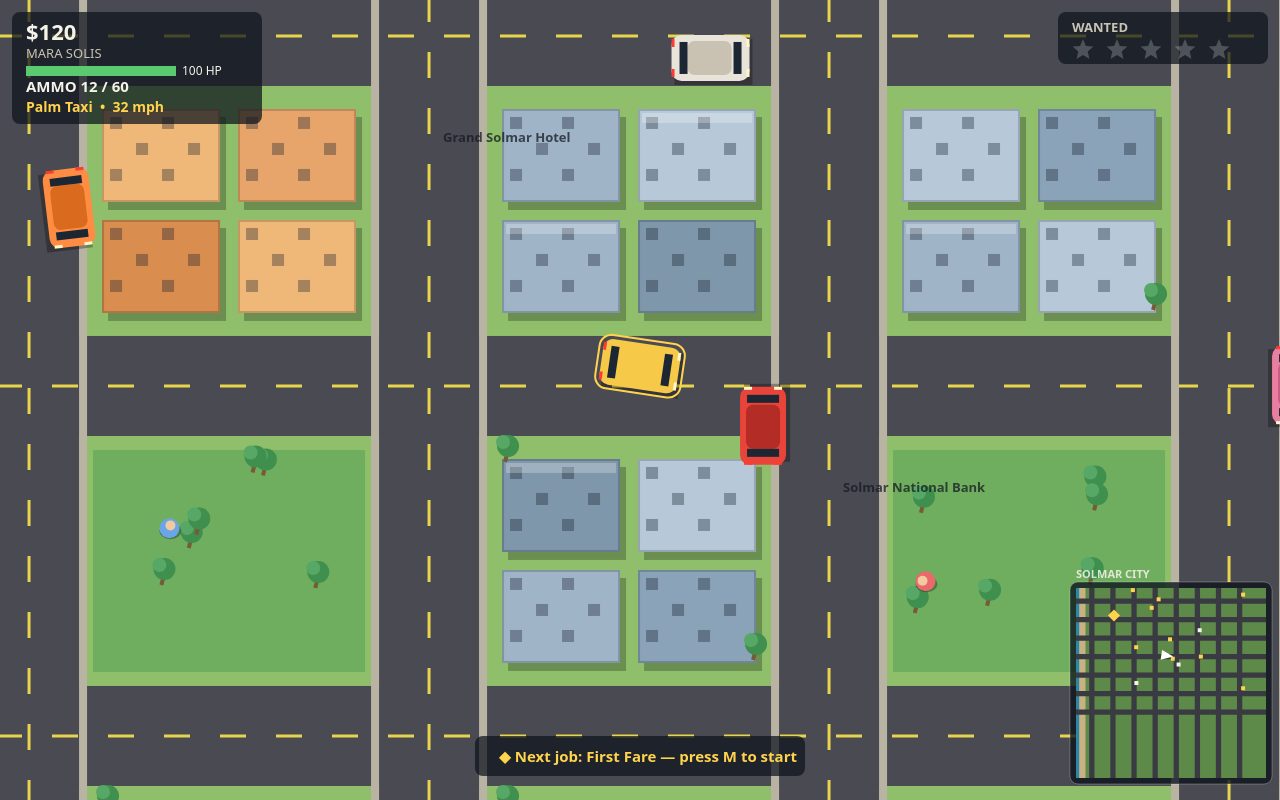 $120
MARA SOLIS
100 HP
AMMO 12 / 60
Palm Taxi • 32 mph
WANTED
Grand Solmar Hotel
Solmar National Bank
SOLMAR CITY
◆ Next job: First Fare — press M to start